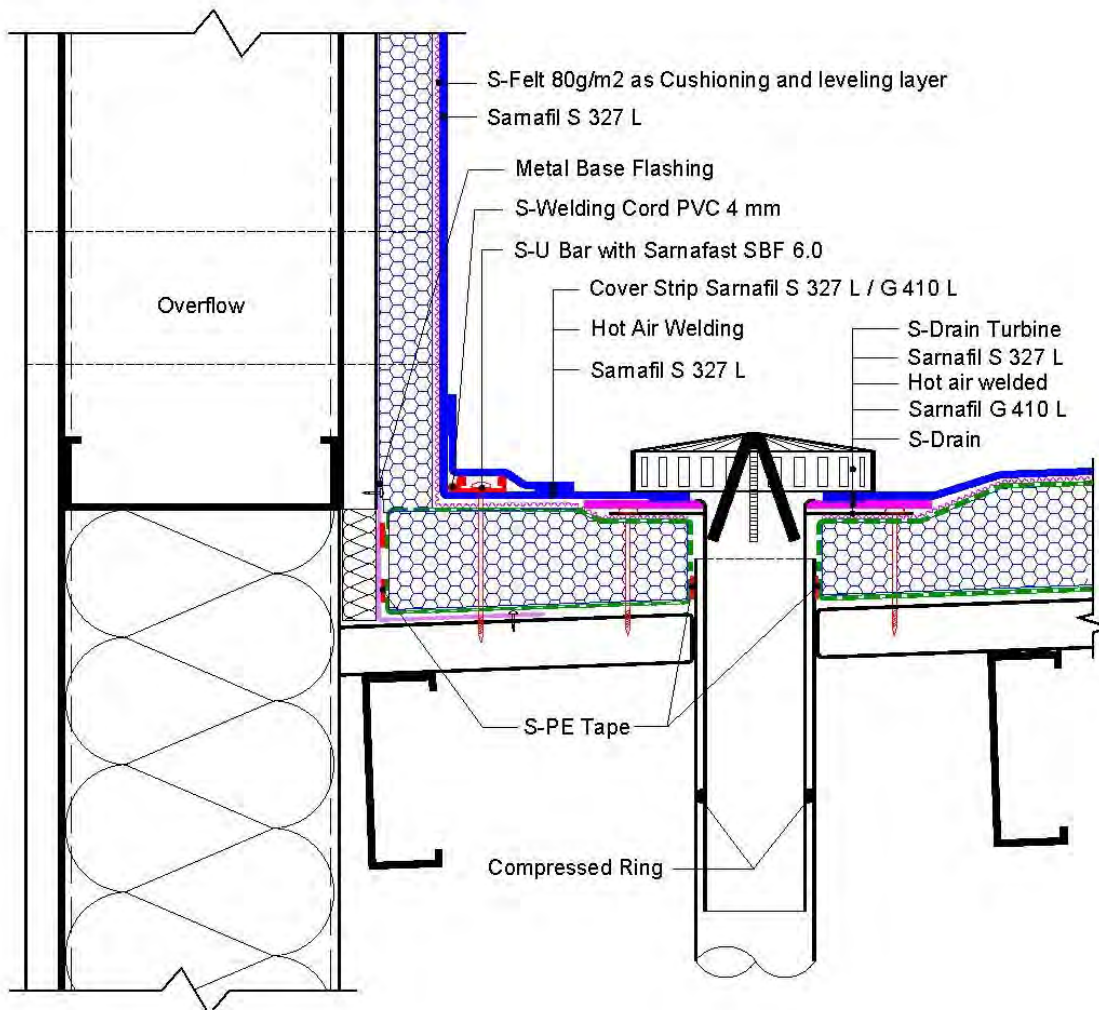 S-Felt 80g/m2 as Cushioning and leveling layer
Sarnafil S 327 L
Metal Base Flashing
S-Welding Cord PVC 4 mm
S-U Bar with Sarnafast SBF 6.0
Overflow
Cover Strip Sarnafil S 327 L / G 410 L
Hot Air Welding
Sarnafil S 327 L
S-Drain Turbine
Sarnafil S 327 L
Hot air welded
Sarnafil G 410 L
S-Drain
S-PE Tape
Compressed Ring